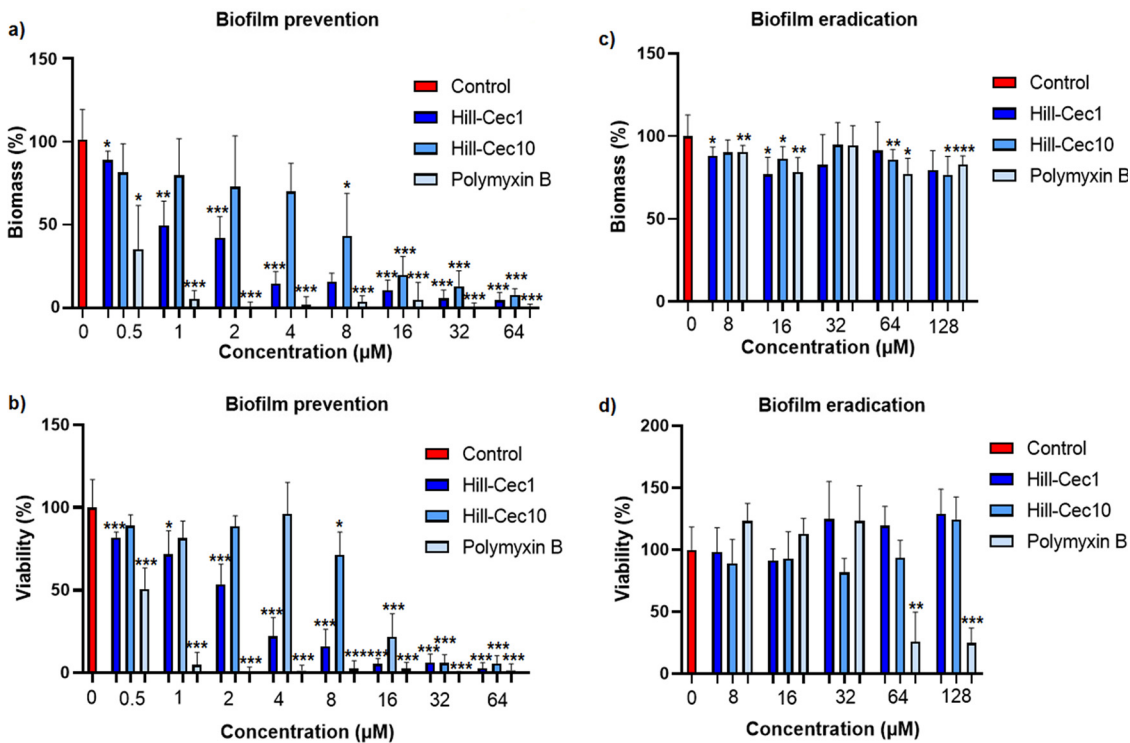 a)
Biofilm prevention
Biomass (%)
150
100
50
0
Control
Hill-Cec1
Hill-Cec10
Polymyxin B
* * ** *** *** *** *** *** * *** *** *** *** *** *** ***
0 0.5 1 2 4 8 16 32 64
Concentration (µM)
c)
Biofilm eradication
Biomass (%)
150
100
50
0
Control
Hill-Cec1
Hill-Cec10
Polymyxin B
* ** * * ** ** * ****
0 8 16 32 64 128
Concentration (µM)
b)
Biofilm prevention
Viability (%)
150
100
50
0
Control
Hill-Cec1
Hill-Cec10
Polymyxin B
*** *** * *** *** *** *** *** *** * *** *** *** *** *** *** *** *** *** ***
0 0.5 1 2 4 8 16 32 64
Concentration (µM)
d)
Biofilm eradication
Viability (%)
200
150
100
50
0
Control
Hill-Cec1
Hill-Cec10
Polymyxin B
** ***
0 8 16 32 64 128
Concentration (µM)